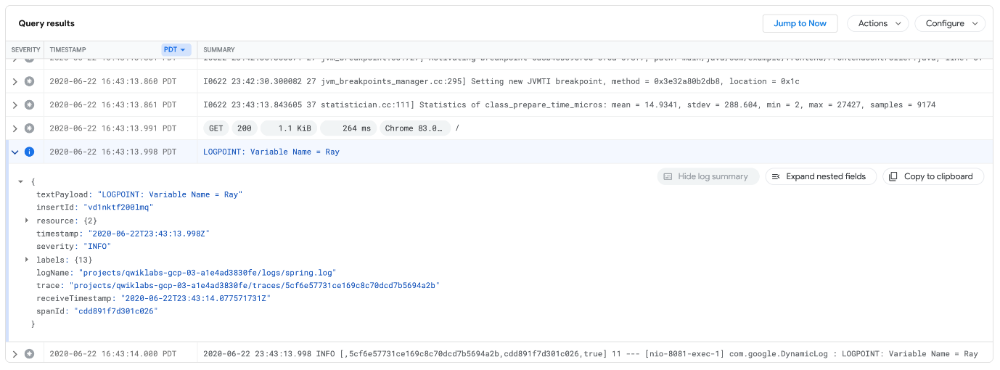 Query results
Jump to Now
Actions
Configure
SEVERITY TIMESTAMP PDT SUMMARY
2020-06-22 16:43:13.860 PDT I0622 23:42:30.300082 27 jvm_breakpoints_manager.cc:295] Setting new JVMTI breakpoint, method = 0x3e32a80b2db8, location = 0x1c
2020-06-22 16:43:13.861 PDT I0622 23:43:13.843605 37 statistician.cc:111] Statistics of class_prepare_time_micros: mean = 14.9341, stdev = 288.604, min = 2, max = 27427, samples = 9174
2020-06-22 16:43:13.991 PDT GET 200 1.1 KiB 264 ms Chrome 83.0… /
2020-06-22 16:43:13.998 PDT LOGPOINT: Variable Name = Ray
Hide log summary
Expand nested fields
Copy to clipboard
{
textPayload: "LOGPOINT: Variable Name = Ray"
insertId: "vd1nktf200lmq"
resource: {2}
timestamp: "2020-06-22T23:43:13.998Z"
severity: "INFO"
labels: {13}
logName: "projects/qwiklabs-gcp-03-a1e4ad3830fe/logs/spring.log"
trace: "projects/qwiklabs-gcp-03-a1e4ad3830fe/traces/5cf6e57731ce169c8c70dcd7b5694a2b"
receiveTimestamp: "2020-06-22T23:43:14.077571731Z"
spanId: "cdd891f7d301c026"
}
2020-06-22 16:43:14.000 PDT 2020-06-22 23:43:13.998 INFO [,5cf6e57731ce169c8c70dcd7b5694a2b,cdd891f7d301c026,true] 11 --- [nio-8081-exec-1] com.google.DynamicLog : LOGPOINT: Variable Name = Ray